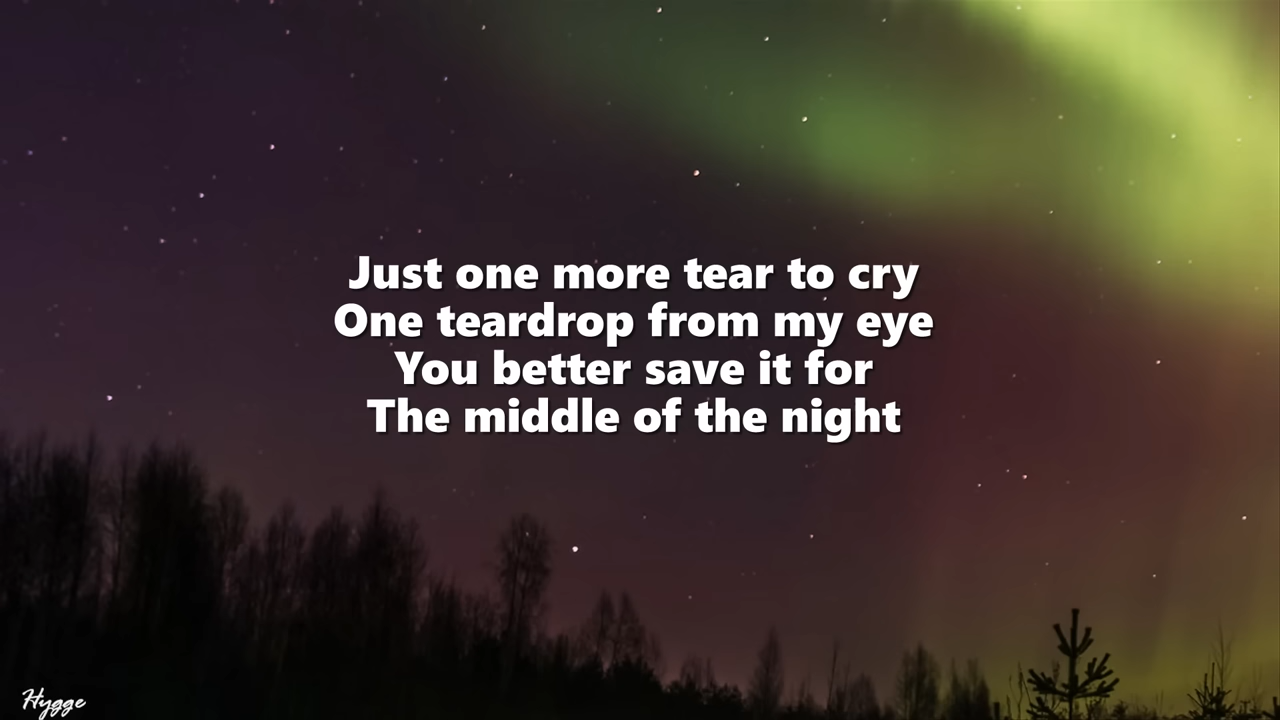 Just one more tear to cry
One teardrop from my eye
You better save it for
The middle of the night
Hygge